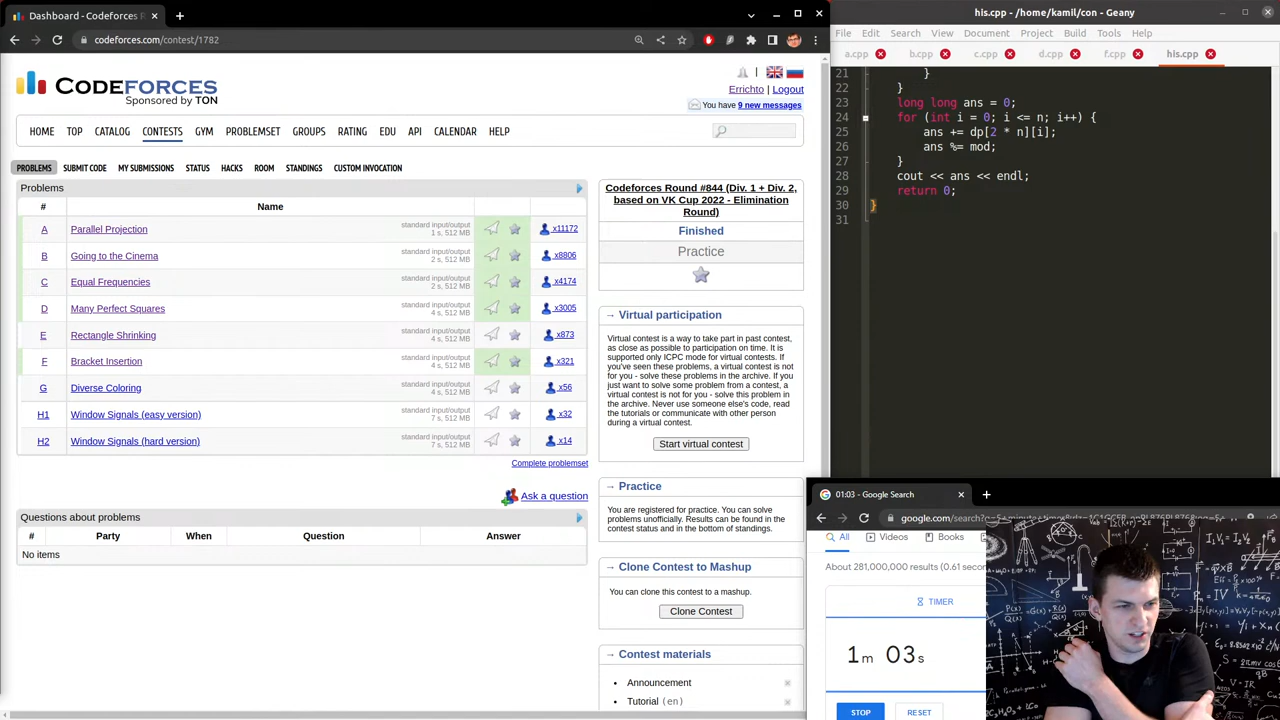 Dashboard - Codeforces R
his.cpp - /home/kamil/con - Geany
codeforces.com/contest/1782
File Edit Search View Document Project Build Tools Help
a.cpp b.cpp c.cpp d.cpp f.cpp his.cpp
CODEFORCES
Sponsored by TON
Errichto | Logout
You have 9 new messages
HOME TOP CATALOG CONTESTS GYM PROBLEMSET GROUPS RATING EDU API CALENDAR HELP
PROBLEMS SUBMIT CODE MY SUBMISSIONS STATUS HACKS ROOM STANDINGS CUSTOM INVOCATION
Problems
# Name
A Parallel Projection standard input/output x11172
1 s, 512 MB
B Going to the Cinema standard input/output x8806
2 s, 512 MB
C Equal Frequencies standard input/output x4174
2 s, 512 MB
D Many Perfect Squares standard input/output x3005
4 s, 512 MB
E Rectangle Shrinking standard input/output x873
4 s, 512 MB
F Bracket Insertion standard input/output x321
4 s, 512 MB
G Diverse Coloring standard input/output x56
4 s, 512 MB
H1 Window Signals (easy version) standard input/output x32
7 s, 512 MB
H2 Window Signals (hard version) standard input/output x14
7 s, 512 MB
Complete problemset
Ask a question
Questions about problems
# Party When Question Answer
No items
Codeforces Round #844 (Div. 1 + Div. 2,
based on VK Cup 2022 - Elimination
Round)
Finished
Practice
→ Virtual participation
Virtual contest is a way to take part in past contest,
as close as possible to participation on time. It is
supported only ICPC mode for virtual contests. If
you've seen these problems, a virtual contest is not
for you - solve these problems in the archive. If you
just want to solve some problem from a contest, a
virtual contest is not for you - solve this problem in
the archive. Never use someone else's code, read
the tutorials or communicate with other person
during a virtual contest.
Start virtual contest
→ Practice
You are registered for practice. You can solve
problems unofficially. Results can be found in the
contest status and in the bottom of standings.
→ Clone Contest to Mashup
You can clone this contest to a mashup.
Clone Contest
→ Contest materials
Announcement
Tutorial (en)
21 }
22 }
23 long long ans = 0;
24 for (int i = 0; i <= n; i++) {
25 ans += dp[2 * n][i];
26 ans %= mod;
27 }
28 cout << ans << endl;
29 return 0;
30 }
31
01:03 - Google Search
All Videos Books
About 281,000,000 results (0.61 secon
TIMER
1m 03s
STOP RESET